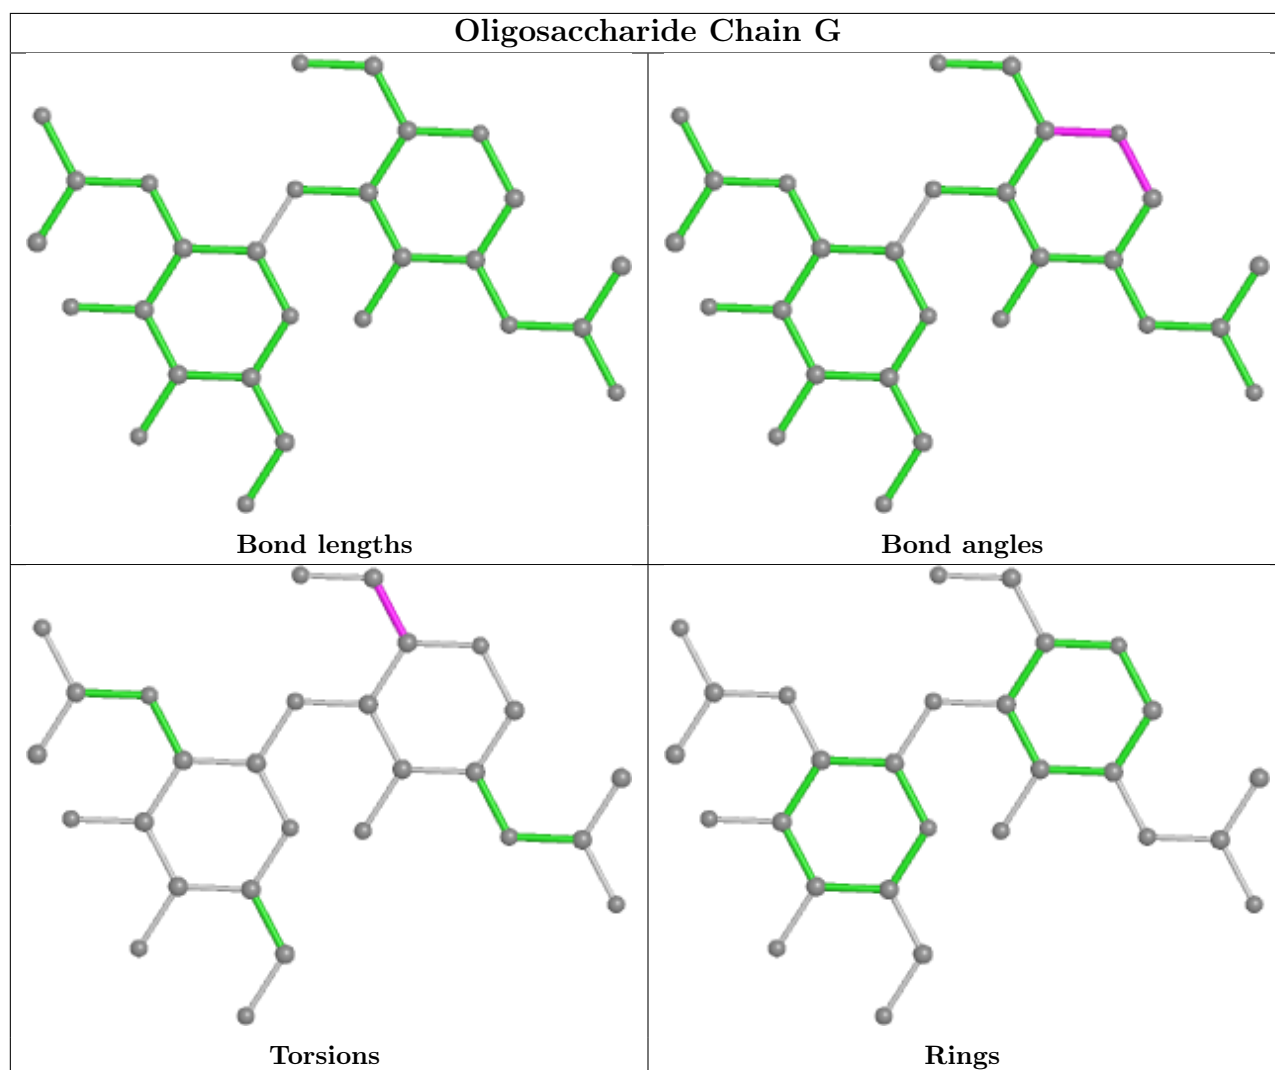 Oligosaccharide Chain G
Bond lengths
Bond angles
Torsions
Rings